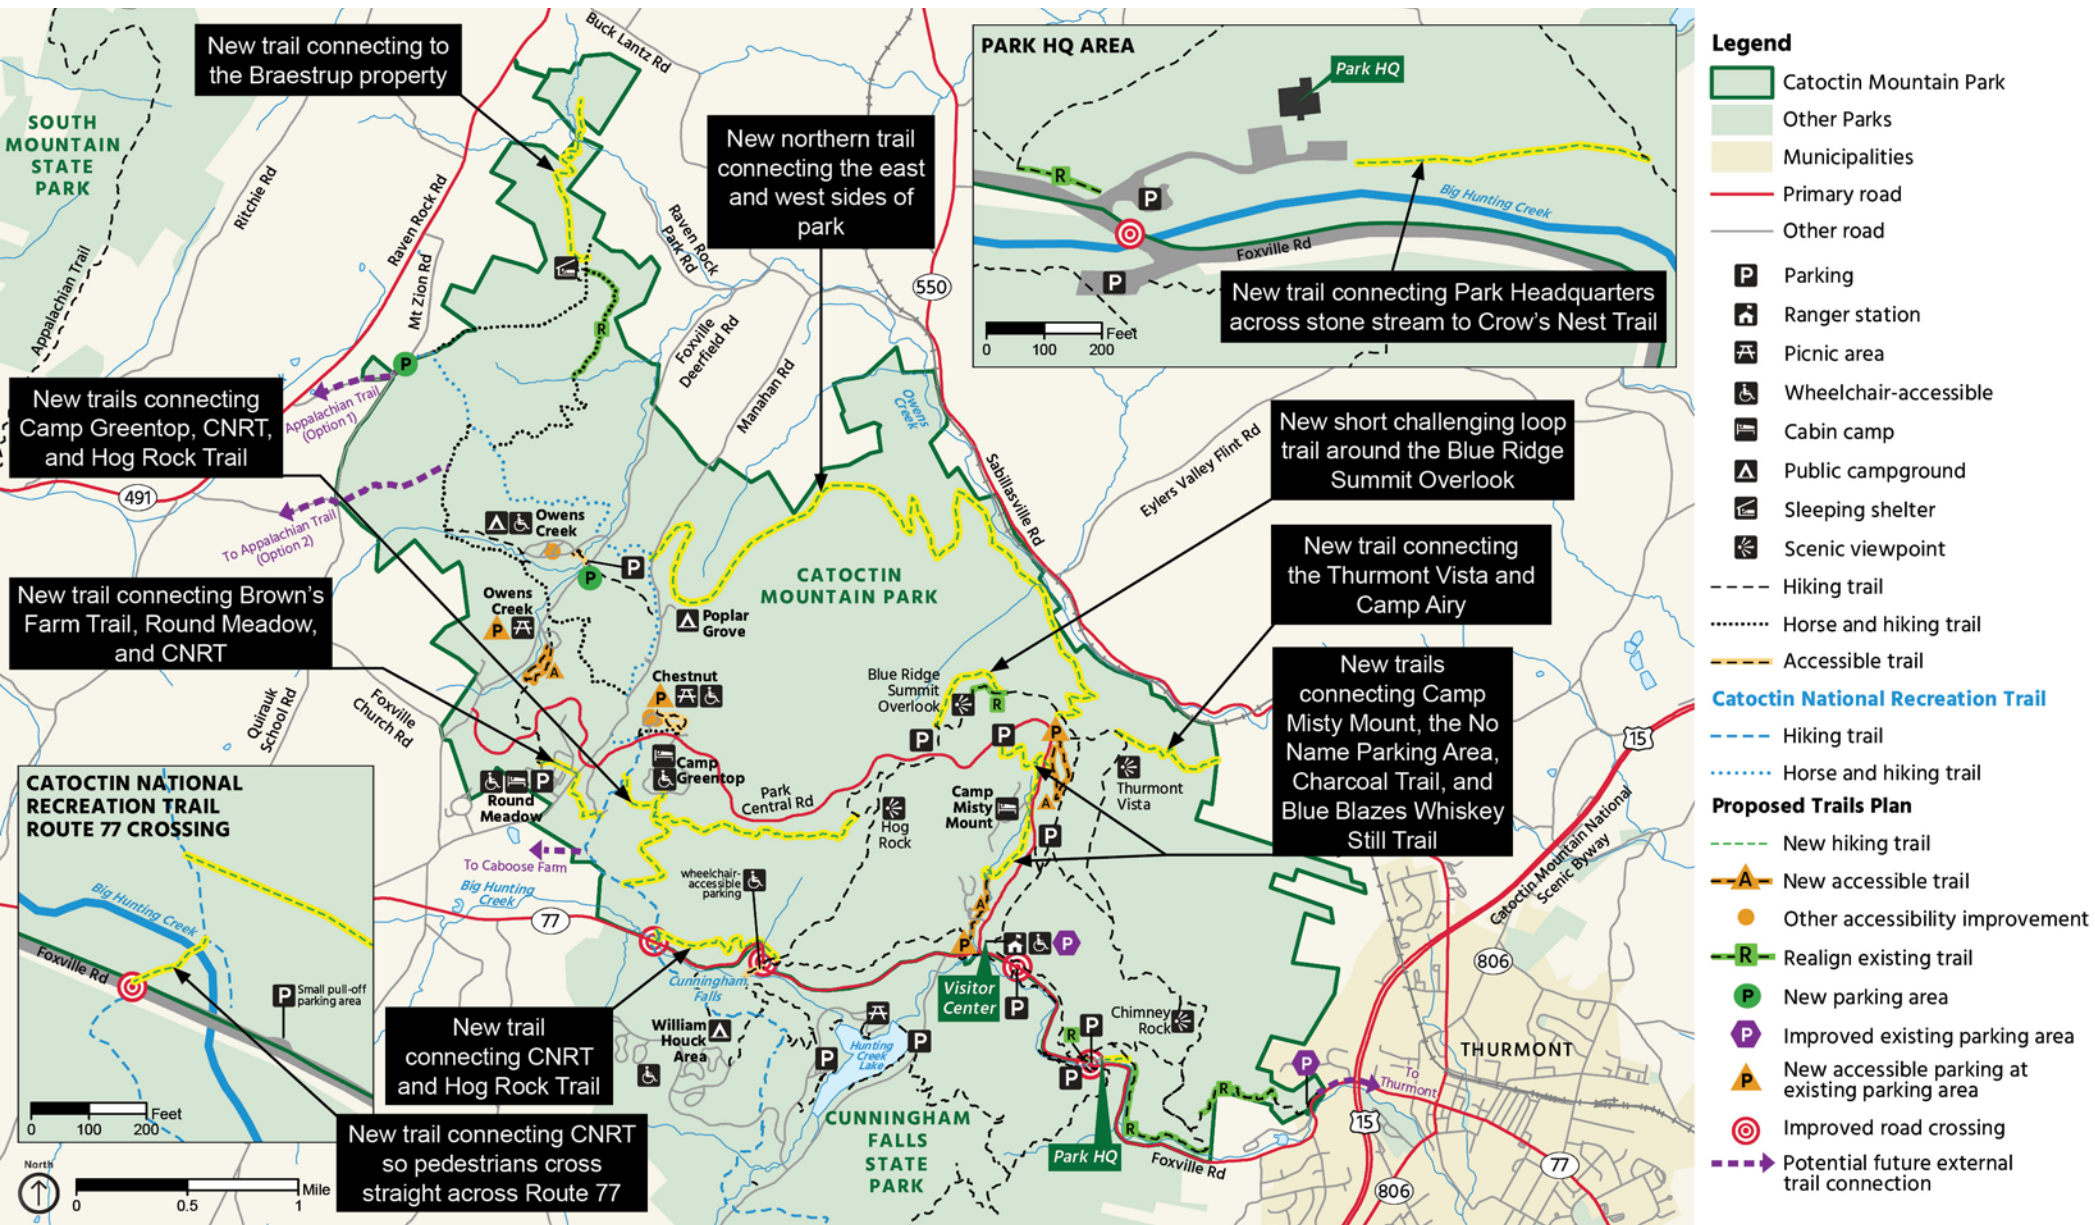 Buck Lantz Rd
New trail connecting to
the Braestrup property
SOUTH
MOUNTAIN
STATE
PARK
Ritchie Rd
Appalachian Trail
Raven Rock Rd
Mt Zion Rd
Raven Rock
Park Rd
New northern trail
connecting the east
and west sides of
park
550
Foxville
Deerfield Rd
Manahan Rd
Owens
Creek
Sabillasville Rd
Eylers Valley Flint Rd
R
P
Appalachian Trail
(Option 1)
To Appalachian Trail
(Option 2)
491
New trails connecting
Camp Greentop, CNRT,
and Hog Rock Trail
New trail connecting Brown's
Farm Trail, Round Meadow,
and CNRT
PARK HQ AREA
Park HQ
R
P
P
Big Hunting Creek
Foxville Rd
New trail connecting Park Headquarters
across stone stream to Crow's Nest Trail
Feet
0 100 200
New short challenging loop
trail around the Blue Ridge
Summit Overlook
New trail connecting
the Thurmont Vista and
Camp Airy
New trails
connecting Camp
Misty Mount, the No
Name Parking Area,
Charcoal Trail, and
Blue Blazes Whiskey
Still Trail
Owens
Creek
P
P
Owens
Creek
P
A
Poplar
Grove
CATOCTIN
MOUNTAIN PARK
Chestnut
P
Camp
Greentop
Round
Meadow
P
Quirauk
School Rd
Foxville
Church Rd
Blue Ridge
Summit
Overlook
R
P
P
P
Park
Central Rd
Hog
Rock
Camp
Misty
Mount
A
P
A
P
Thurmont
Vista
To Caboose Farm
Big Hunting
Creek
77
wheelchair-
accessible
parking
Cunningham
Falls
New trail
connecting CNRT
and Hog Rock Trail
William
Houck
Area
P
Hunting
Creek
Lake
P
CUNNINGHAM
FALLS
STATE
PARK
Visitor
Center
P
P
R
P
P
Chimney
Rock
R
R
P
Park HQ
Foxville Rd
To
Thurmont
THURMONT
Catoctin Mountain National
Scenic Byway
15
15
806
806
77
CATOCTIN NATIONAL
RECREATION TRAIL
ROUTE 77 CROSSING
Big Hunting Creek
Foxville Rd
P
Small pull-off
parking area
Feet
0 100 200
New trail connecting CNRT
so pedestrians cross
straight across Route 77
North
Mile
0 0.5 1
Legend
Catoctin Mountain Park
Other Parks
Municipalities
Primary road
Other road
P Parking
Ranger station
Picnic area
Wheelchair-accessible
Cabin camp
Public campground
Sleeping shelter
Scenic viewpoint
Hiking trail
Horse and hiking trail
Accessible trail
Catoctin National Recreation Trail
Hiking trail
Horse and hiking trail
Proposed Trails Plan
New hiking trail
A New accessible trail
Other accessibility improvement
R Realign existing trail
P New parking area
P Improved existing parking area
P New accessible parking at
existing parking area
Improved road crossing
Potential future external
trail connection